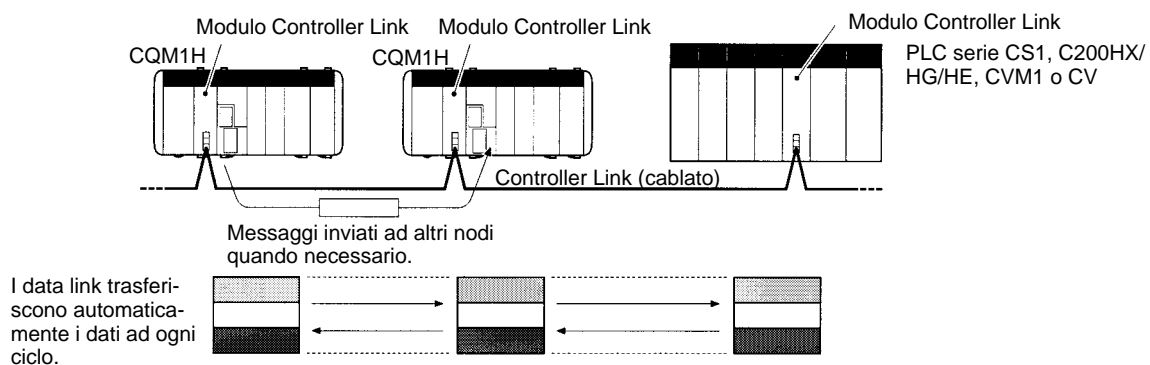 Modulo Controller Link
Modulo Controller Link
Modulo Controller Link
CQM1H
CQM1H
PLC serie CS1, C200HX/
HG/HE, CVM1 o CV
Controller Link (cablato)
Messaggi inviati ad altri nodi
quando necessario.
I data link trasferi-
scono automatica-
mente i dati ad ogni
ciclo.